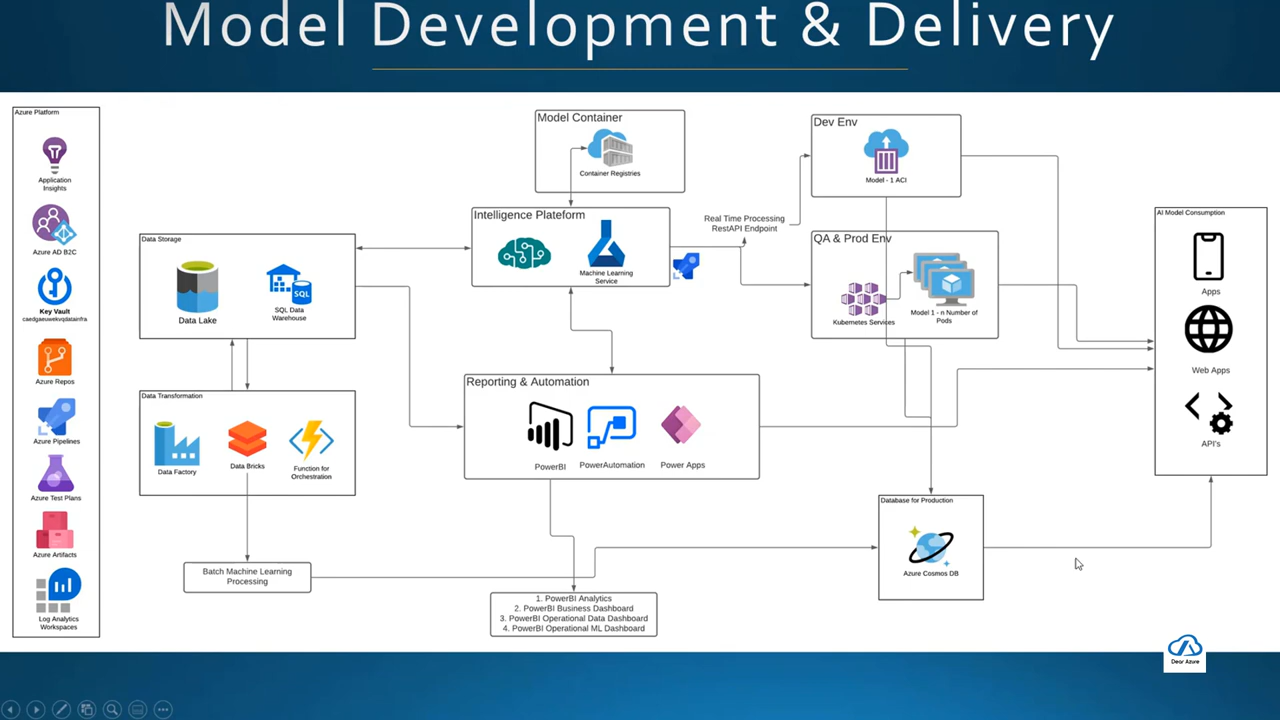 Model Development & Delivery
Azure Platform
Application
Insights
Azure AD B2C
Key Vault
caedgaeuwekvqdatainfra
Azure Repos
Azure Pipelines
Azure Test Plans
Azure Artifacts
Log Analytics
Workspaces
Data Storage
Data Lake
SQL
SQL Data
Warehouse
Data Transformation
Data Factory
Data Bricks
Function for
Orchestration
Batch Machine Learning
Processing
Model Container
Container Registries
Intelligence Plateform
Machine Learning
Service
Real Time Processing
RestAPI Endpoint
Reporting & Automation
PowerBI
PowerAutomation
Power Apps
1. PowerBI Analytics
2. PowerBI Business Dashboard
3. PowerBI Operational Data Dashboard
4. PowerBI Operational ML Dashboard
Dev Env
Model - 1 ACI
QA & Prod Env
Kubernetes Services
Model 1 - n Number of
Pods
Database for Production
Azure Cosmos DB
AI Model Consumption
Apps
Web Apps
API's
Dear Azure